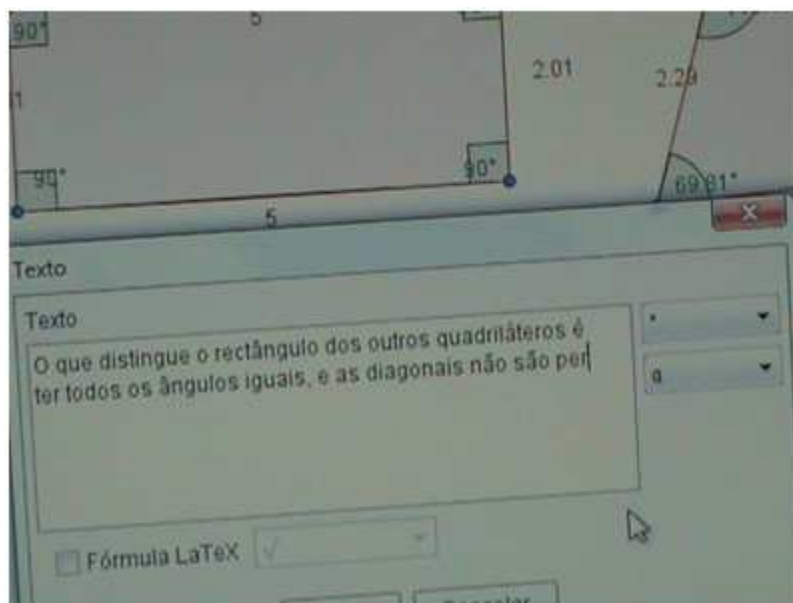 90°
5
2.01
2.29
90°
90°
69.81°
5
Texto
Texto
O que distingue o rectângulo dos outros quadriláteros é
ter todos os ângulos iguais, e as diagonais não são per
°
α
Fórmula LaTeX
√
Cancelar